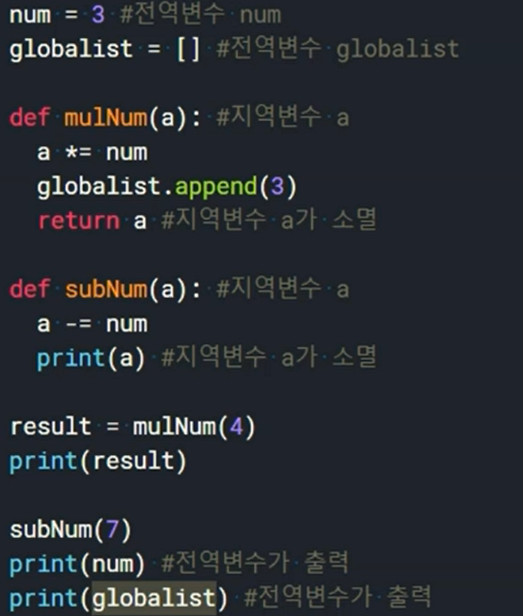 num = 3 #전역변수 num
globalist = [] #전역변수 globalist
def mulNum(a): #지역변수 a
a *= num
globalist.append(3)
return a #지역변수 a가 소멸
def subNum(a): #지역변수 a
a -= num
print(a) #지역변수 a가 소멸
result = mulNum(4)
print(result)
subNum(7)
print(num) #전역변수가 출력
print(globalist) #전역변수가 출력